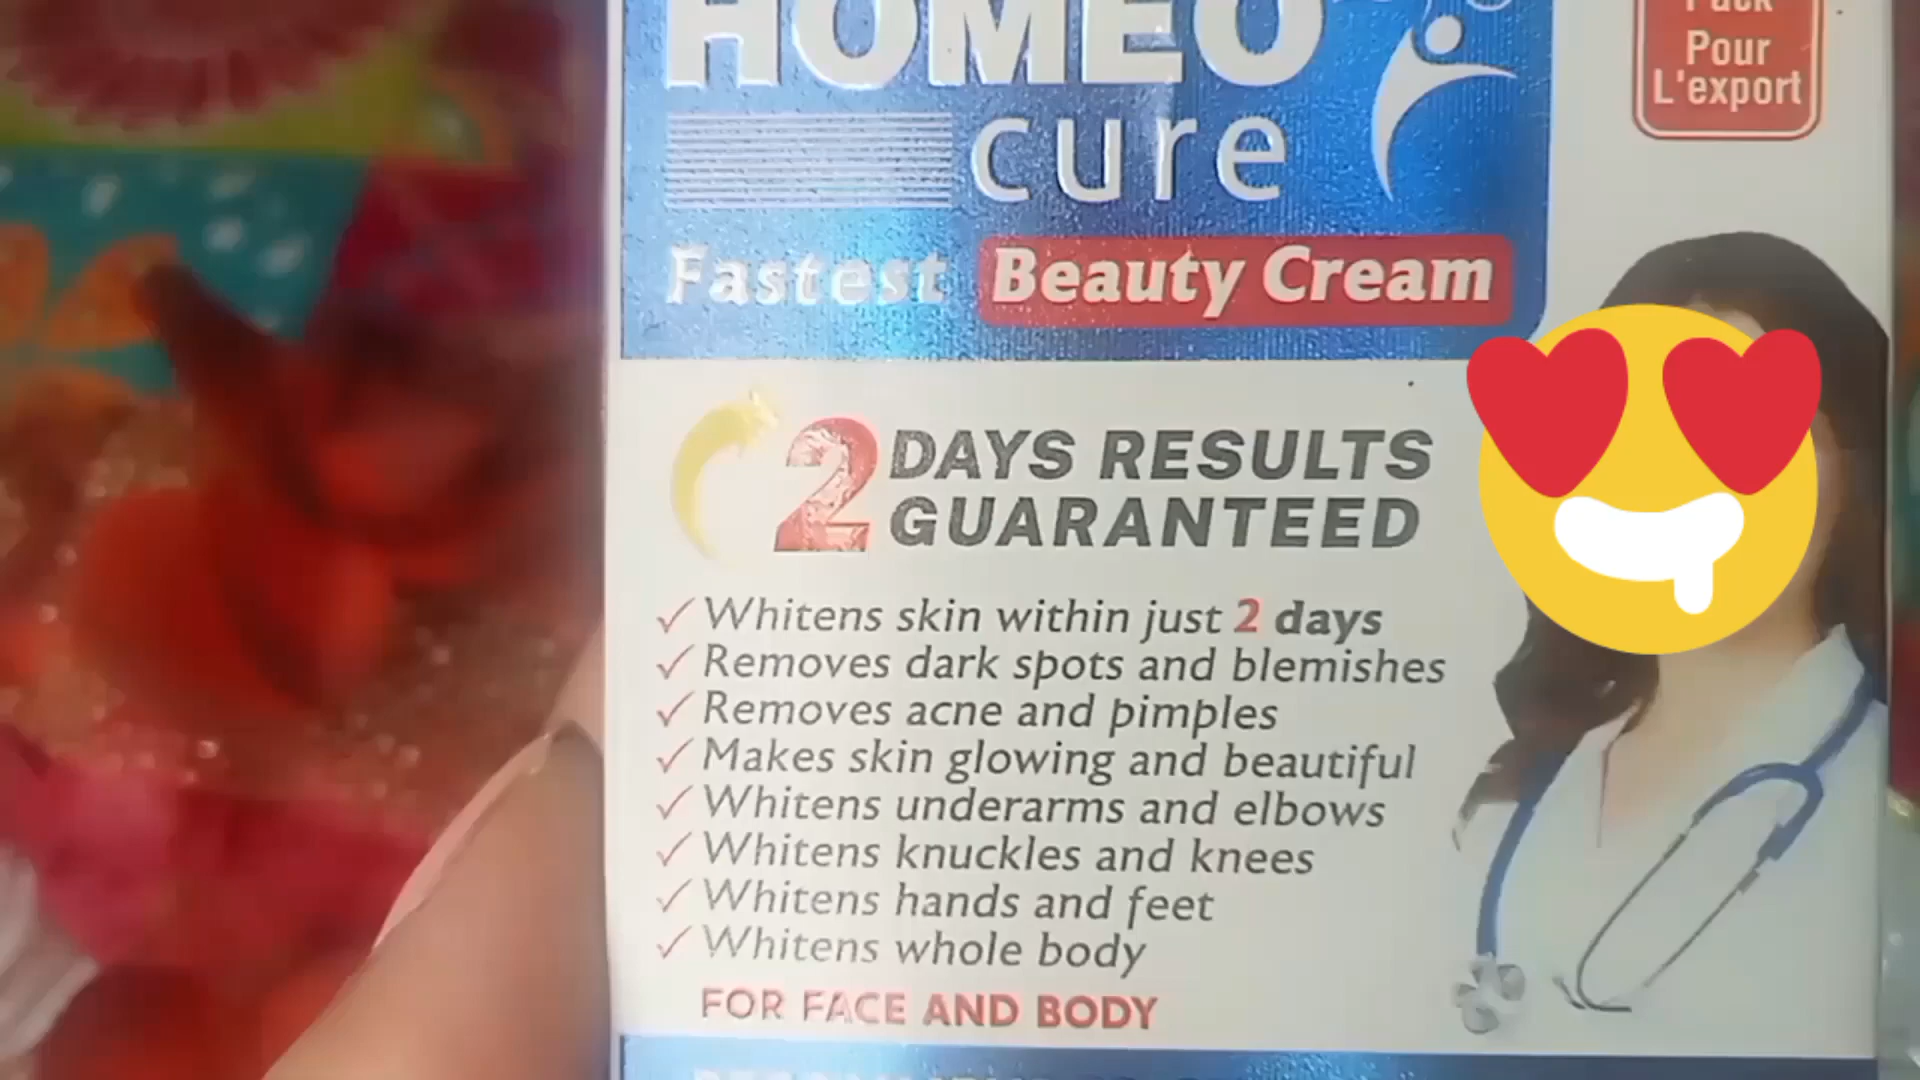 HOMEO
Pour
L'export
cure
Fastest Beauty Cream
2 DAYS RESULTS
GUARANTEED
✓ Whitens skin within just 2 days
✓ Removes dark spots and blemishes
✓ Removes acne and pimples
✓ Makes skin glowing and beautiful
✓ Whitens underarms and elbows
✓ Whitens knuckles and knees
✓ Whitens hands and feet
✓ Whitens whole body
FOR FACE AND BODY